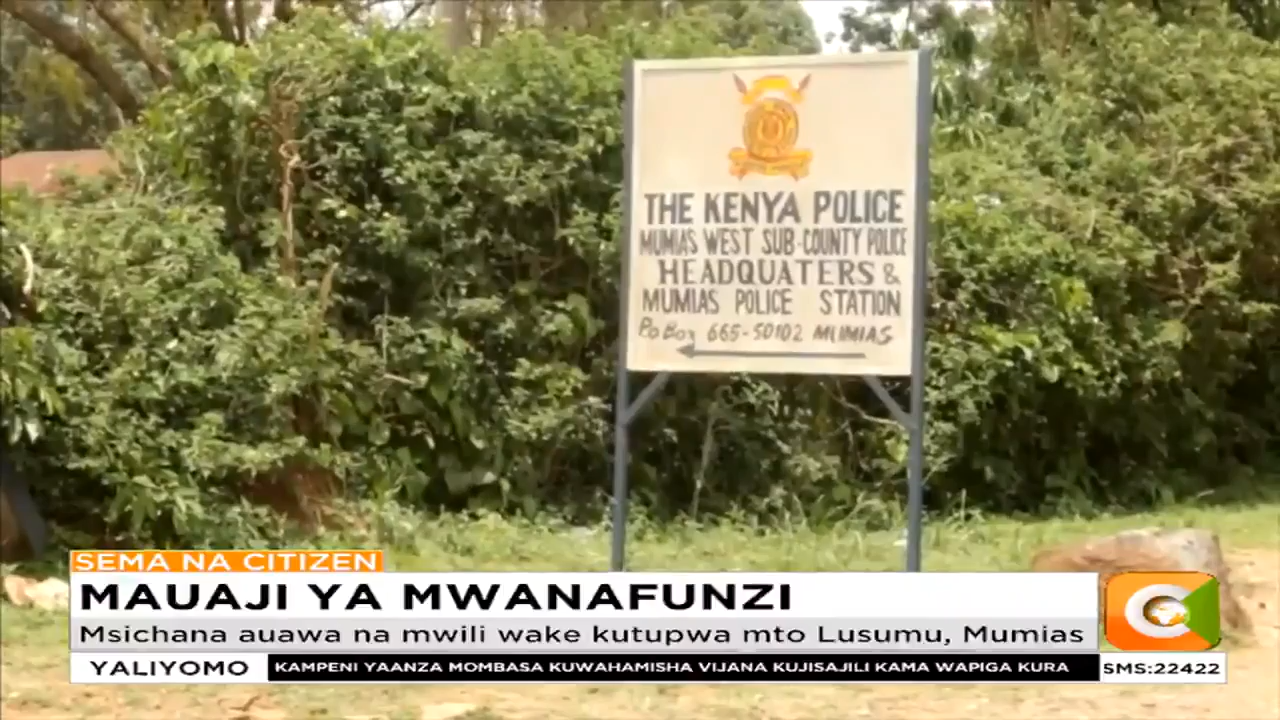 THE KENYA POLICE
MUMIAS WEST SUB-COUNTY POLICE
HEADQUATERS &
MUMIAS POLICE STATION
Po Box 665-50102 MUMIAS
SEMA NA CITIZEN
MAUAJI YA MWANAFUNZI
Msichana auawa na mwili wake kutupwa mto Lusumu, Mumias
YALIYOMO KAMPENI YAANZA MOMBASA KUWAHAMISHA VIJANA KUJISAJILI KAMA WAPIGA KURA SMS:22422